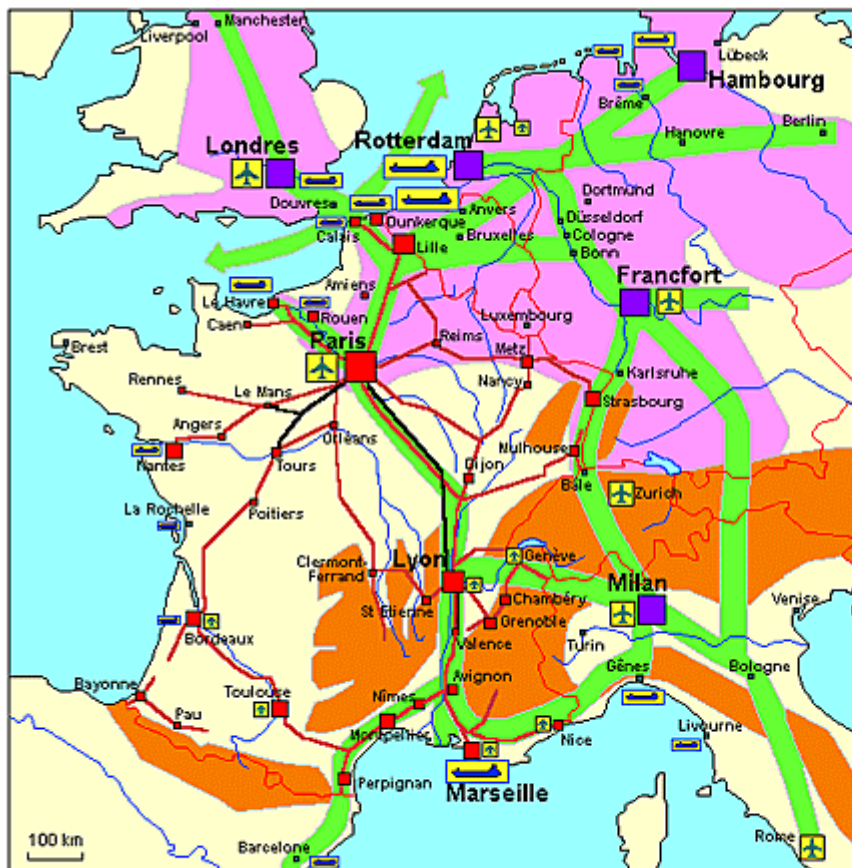 Manchester
Liverpool
Lübeck
Hambourg
Brême
Berlin
Hanovre
Rotterdam
Londres
Dortmund
Douvres
Anvers
Dunkerque
Düsseldorf
Calais
Bruxelles
Cologne
Lille
Bonn
Francfort
Amiens
Le Havre
Rouen
Luxembourg
Caen
Reims
Paris
Metz
Brest
Karlsruhe
Nancy
Rennes
Le Mans
Strasbourg
Angers
Orléans
Mulhouse
Nantes
Tours
Dijon
Bâle
Zurich
La Rochelle
Poitiers
Lyon
Genève
Clermont-
Ferrand
Milan
Chambéry
Venise
St Etienne
Grenoble
Bordeaux
Valence
Turin
Avignon
Gênes
Bologne
Bayonne
Toulouse
Nîmes
Pau
Montpellier
Nice
Livourne
Perpignan
Marseille
100 km
Barcelone
Rome